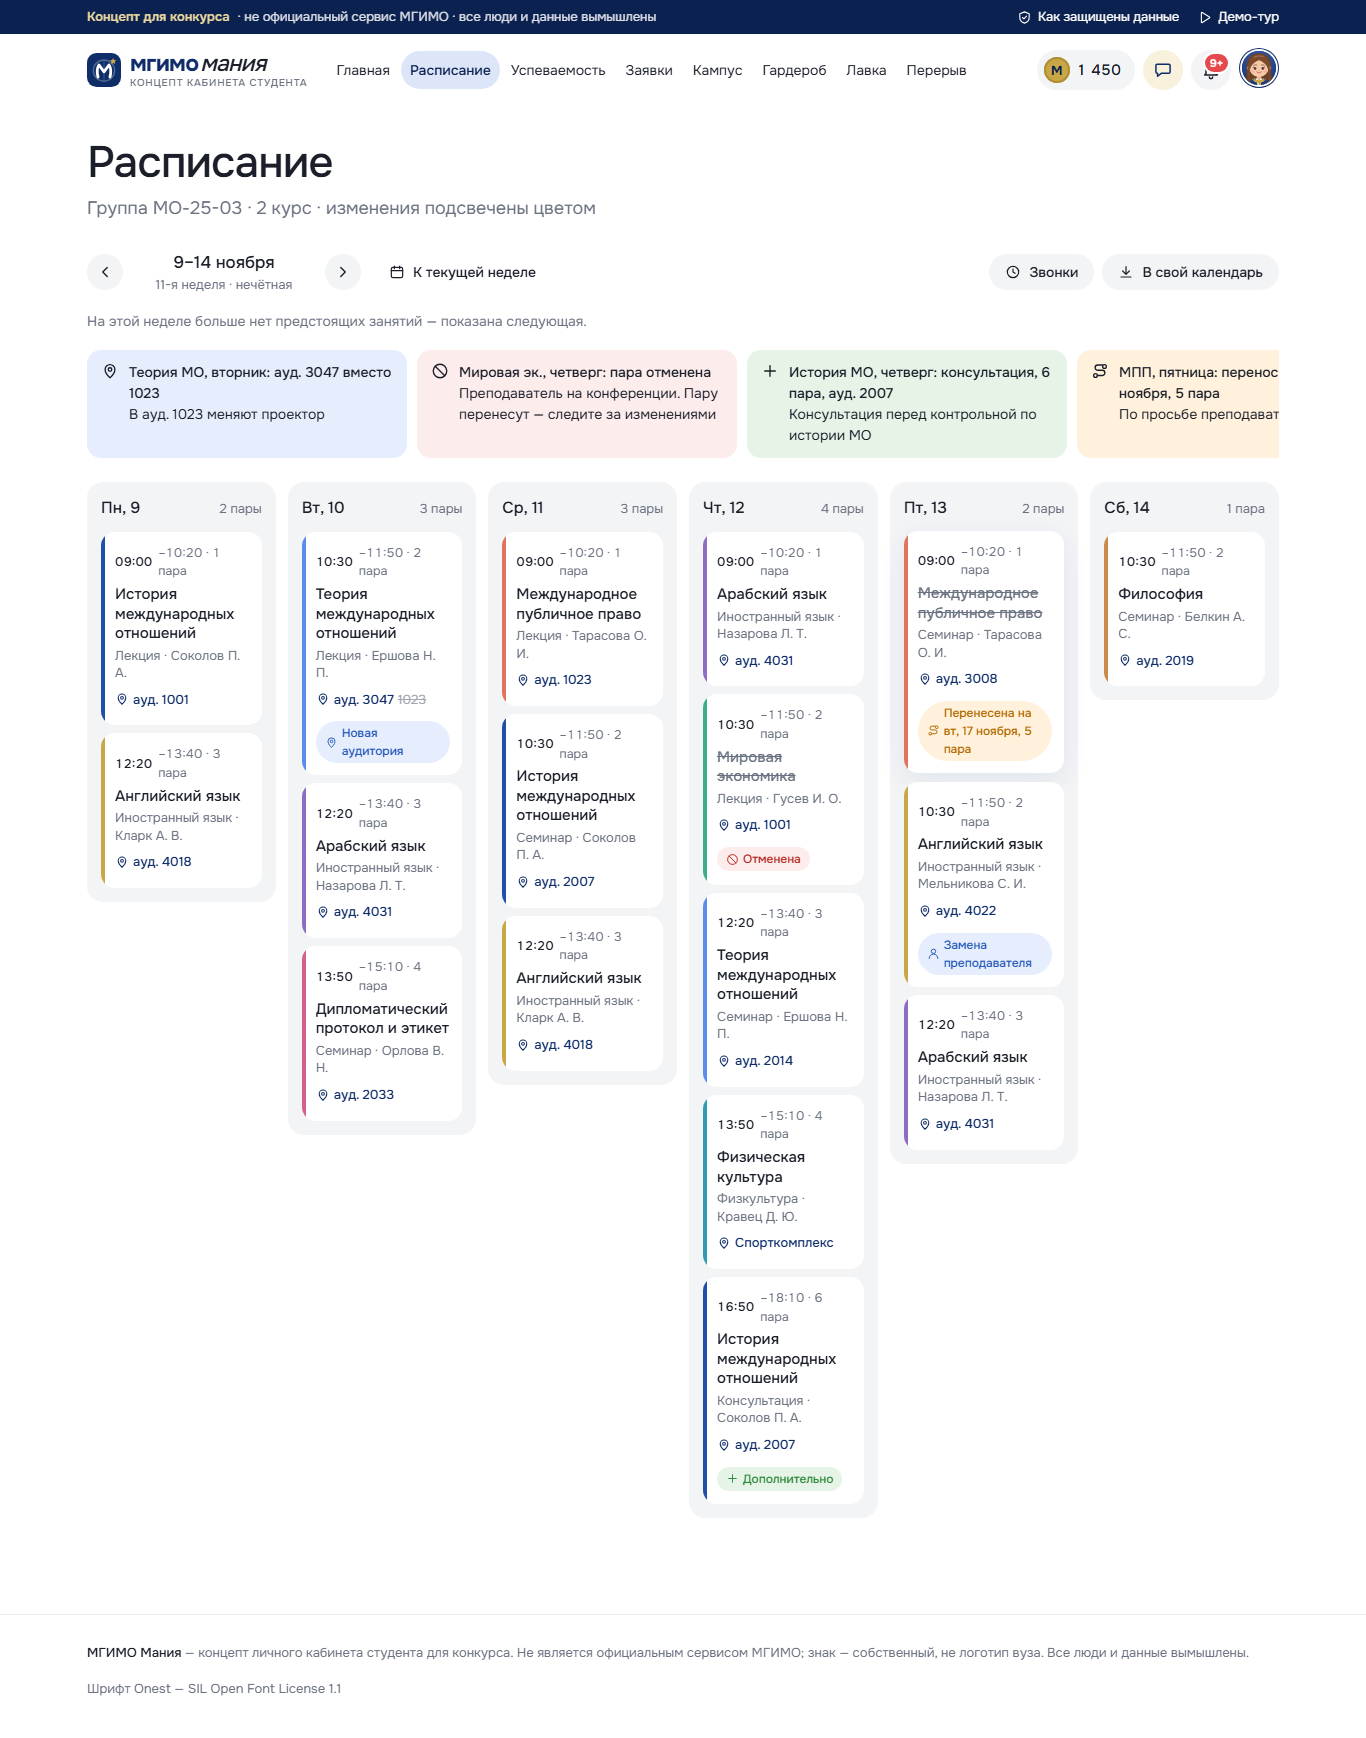 Концепт для конкурса · не официальный сервис МГИМО · все люди и данные вымышлены
Как защищены данные
Демо-тур
МГИМО Мания
КОНЦЕПТ КАБИНЕТА СТУДЕНТА
Главная
Расписание
Успеваемость
Заявки
Кампус
Гардероб
Лавка
Перерыв
М 1 450
9+
Расписание
Группа МО-25-03 · 2 курс · изменения подсвечены цветом
9–14 ноября
11-я неделя · нечётная
К текущей неделе
Звонки
В свой календарь
На этой неделе больше нет предстоящих занятий — показана следующая.
Теория МО, вторник: ауд. 3047 вместо
1023
В ауд. 1023 меняют проектор
Мировая эк., четверг: пара отменена
Преподаватель на конференции. Пару
перенесут — следите за изменениями
История МО, четверг: консультация, 6
пара, ауд. 2007
Консультация перед контрольной по
истории МО
МПП, пятница: перенос
ноября, 5 пара
По просьбе преподават
Пн, 9
2 пары
09:00 –10:20 · 1
пара
История
международных
отношений
Лекция · Соколов П.
А.
ауд. 1001
12:20 –13:40 · 3
пара
Английский язык
Иностранный язык ·
Кларк А. В.
ауд. 4018
Вт, 10
3 пары
10:30 –11:50 · 2
пара
Теория
международных
отношений
Лекция · Ершова Н.
П.
ауд. 3047 1023
Новая
аудитория
12:20 –13:40 · 3
пара
Арабский язык
Иностранный язык ·
Назарова Л. Т.
ауд. 4031
13:50 –15:10 · 4
пара
Дипломатический
протокол и этикет
Семинар · Орлова В.
Н.
ауд. 2033
Ср, 11
3 пары
09:00 –10:20 · 1
пара
Международное
публичное право
Лекция · Тарасова О.
И.
ауд. 1023
10:30 –11:50 · 2
пара
История
международных
отношений
Семинар · Соколов
П. А.
ауд. 2007
12:20 –13:40 · 3
пара
Английский язык
Иностранный язык ·
Кларк А. В.
ауд. 4018
Чт, 12
4 пары
09:00 –10:20 · 1
пара
Арабский язык
Иностранный язык ·
Назарова Л. Т.
ауд. 4031
10:30 –11:50 · 2
пара
Мировая
экономика
Лекция · Гусев И. О.
ауд. 1001
Отменена
12:20 –13:40 · 3
пара
Теория
международных
отношений
Семинар · Ершова Н.
П.
ауд. 2014
13:50 –15:10 · 4
пара
Физическая
культура
Физкультура ·
Кравец Д. Ю.
Спорткомплекс
16:50 –18:10 · 6
пара
История
международных
отношений
Консультация ·
Соколов П. А.
ауд. 2007
Дополнительно
Пт, 13
2 пары
09:00 –10:20 · 1
пара
Международное
публичное право
Семинар · Тарасова
О. И.
ауд. 3008
Перенесена на
вт, 17 ноября, 5
пара
10:30 –11:50 · 2
пара
Английский язык
Иностранный язык ·
Мельникова С. И.
ауд. 4022
Замена
преподавателя
12:20 –13:40 · 3
пара
Арабский язык
Иностранный язык ·
Назарова Л. Т.
ауд. 4031
Сб, 14
1 пара
10:30 –11:50 · 2
пара
Философия
Семинар · Белкин А.
С.
ауд. 2019
МГИМО Мания — концепт личного кабинета студента для конкурса. Не является официальным сервисом МГИМО; знак — собственный, не логотип вуза. Все люди и данные вымышлены.
Шрифт Onest — SIL Open Font License 1.1